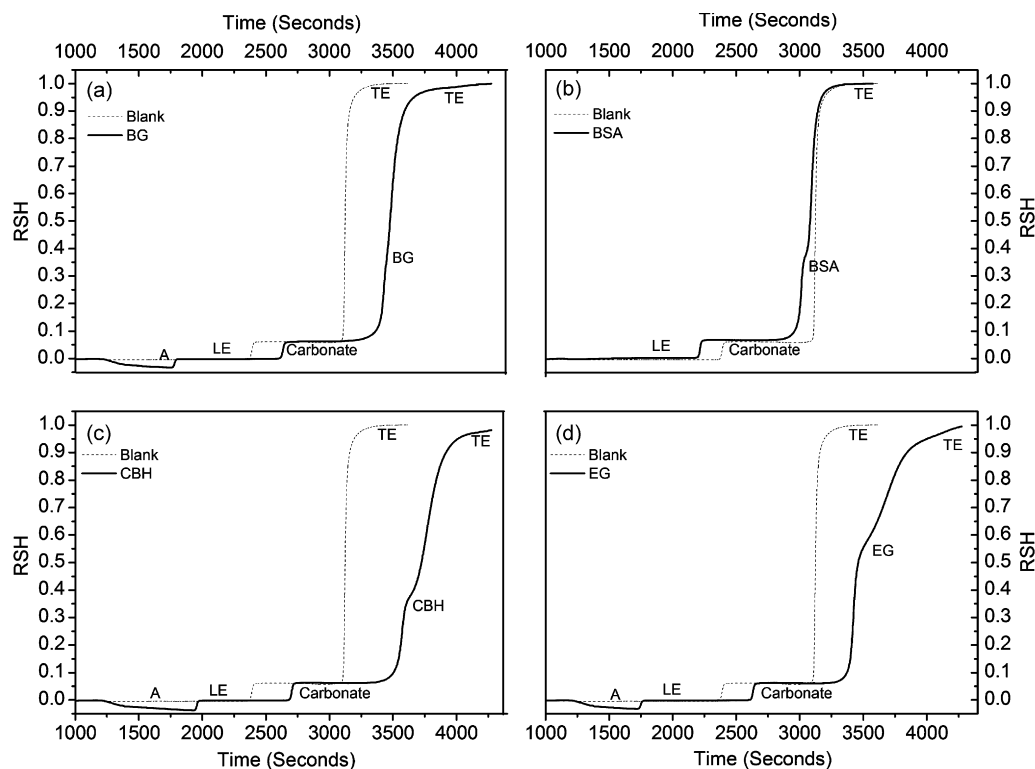 Time (Seconds)
Time (Seconds)
1000 1500 2000 2500 3000 3500 4000
1000 1500 2000 2500 3000 3500 4000
(a)
Blank
BG
TE
TE
1.0
0.9
0.8
0.7
0.6
0.5
0.4
0.3
0.2
0.1
0.0
RSH
BG
A
LE
Carbonate
(b)
Blank
BSA
TE
BSA
LE
Carbonate
1.0
0.9
0.8
0.7
0.6
0.5
0.4
0.3
0.2
0.1
0.0
RSH
(c)
Blank
CBH
TE
TE
1.0
0.9
0.8
0.7
0.6
0.5
0.4
0.3
0.2
0.1
0.0
RSH
CBH
A
LE
Carbonate
(d)
Blank
EG
TE
TE
EG
A
LE
Carbonate
1.0
0.9
0.8
0.7
0.6
0.5
0.4
0.3
0.2
0.1
0.0
RSH
1000 1500 2000 2500 3000 3500 4000
1000 1500 2000 2500 3000 3500 4000
Time (Seconds)
Time (Seconds)